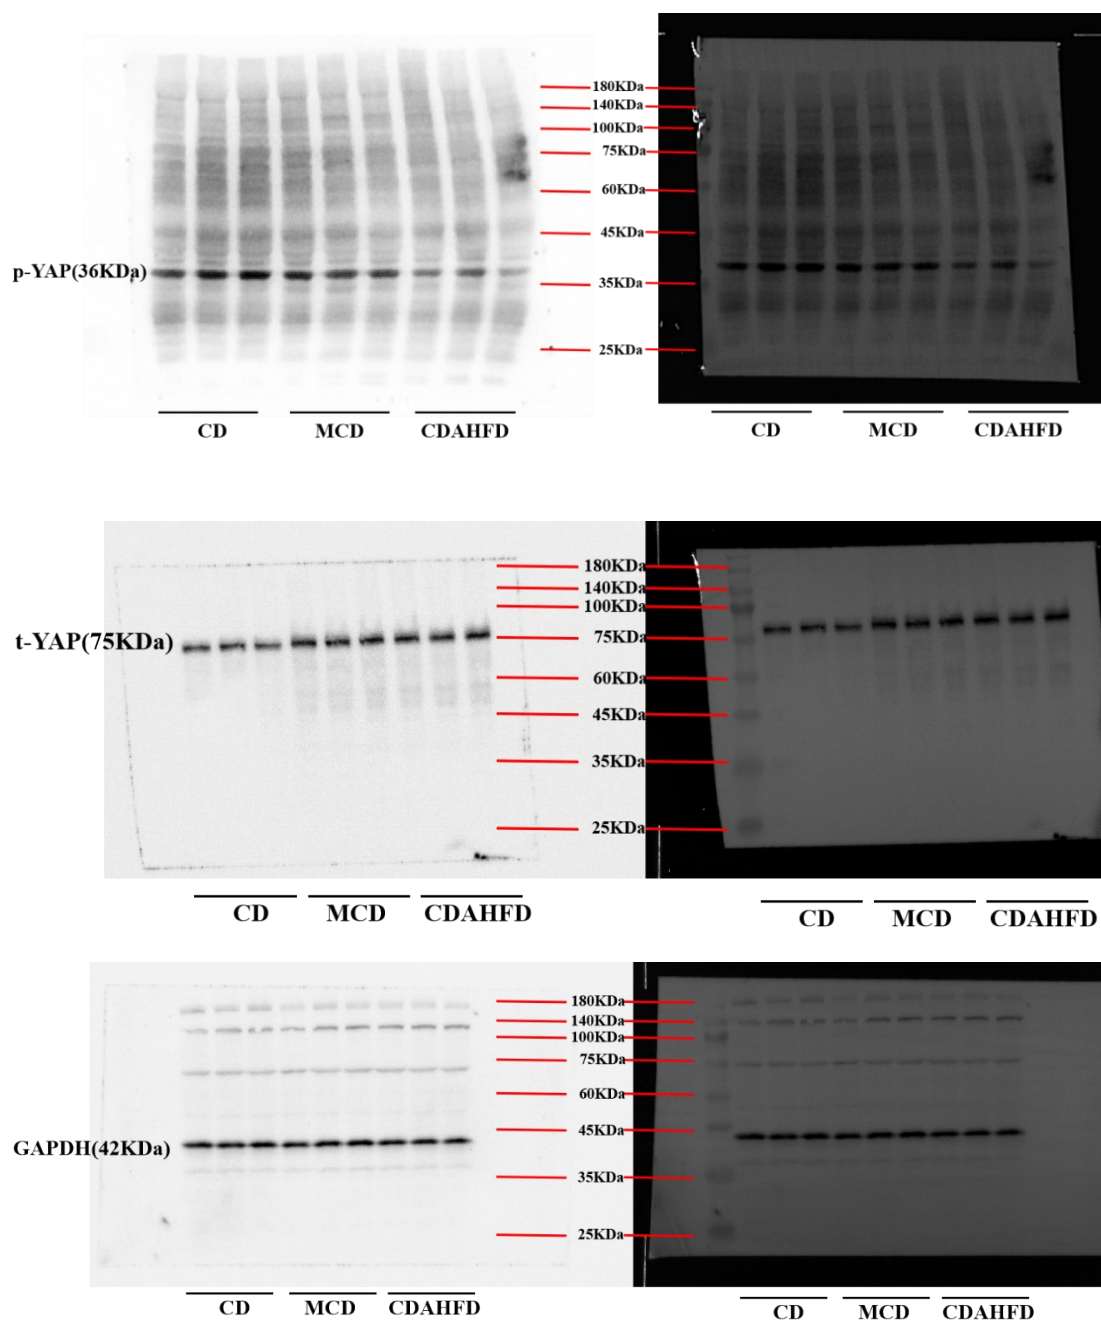 180KDa
140KDa
100KDa
75KDa
60KDa
45KDa
p-YAP(36KDa)
35KDa
25KDa
CD MCD CDAHFD CD MCD CDAHFD
180KDa
140KDa
100KDa
t-YAP(75KDa) 75KDa
60KDa
45KDa
35KDa
25KDa
CD MCD CDAHFD CD MCD CDAHFD
180KDa
140KDa
100KDa
75KDa
60KDa
45KDa
GAPDH(42KDa)
35KDa
25KDa
CD MCD CDAHFD CD MCD CDAHFD